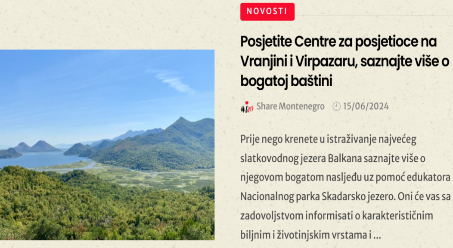 NOVOSTI
Posjetite Centre za posjetioce na
Vranjini i Virpazaru, saznajte više o
bogatoj baštini
Share Montenegro 15/06/2024
Prije nego krenete u istraživanje najvećeg
slatkovodnog jezera Balkana saznajte više o
njegovom bogatom nasljeđu uz pomoć edukatora
Nacionalnog parka Skadarsko jezero. Oni će vas sa
zadovoljstvom informisati o karakterističnim
biljnim i životinjskim vrstama i ...